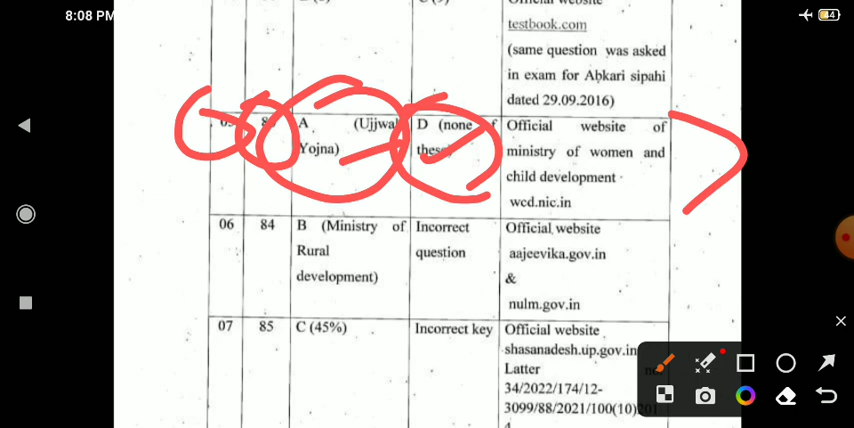 8:08 PM
84
testbook.com
(same question was asked
in exam for Abkari sipahi
dated 29.09.2016)
A (Ujjwal
Yojna)
D (none of
these)
Official website of
ministry of women and
child development
wcd.nic.in
06
84
B (Ministry of
Rural
development)
Incorrect
question
Official website
aajeevika.gov.in
&
nulm.gov.in
07
85
C (45%)
Incorrect key
Official website
shasanadesh.up.gov.in
Latter
34/2022/174/12-
3099/88/2021/100(10)